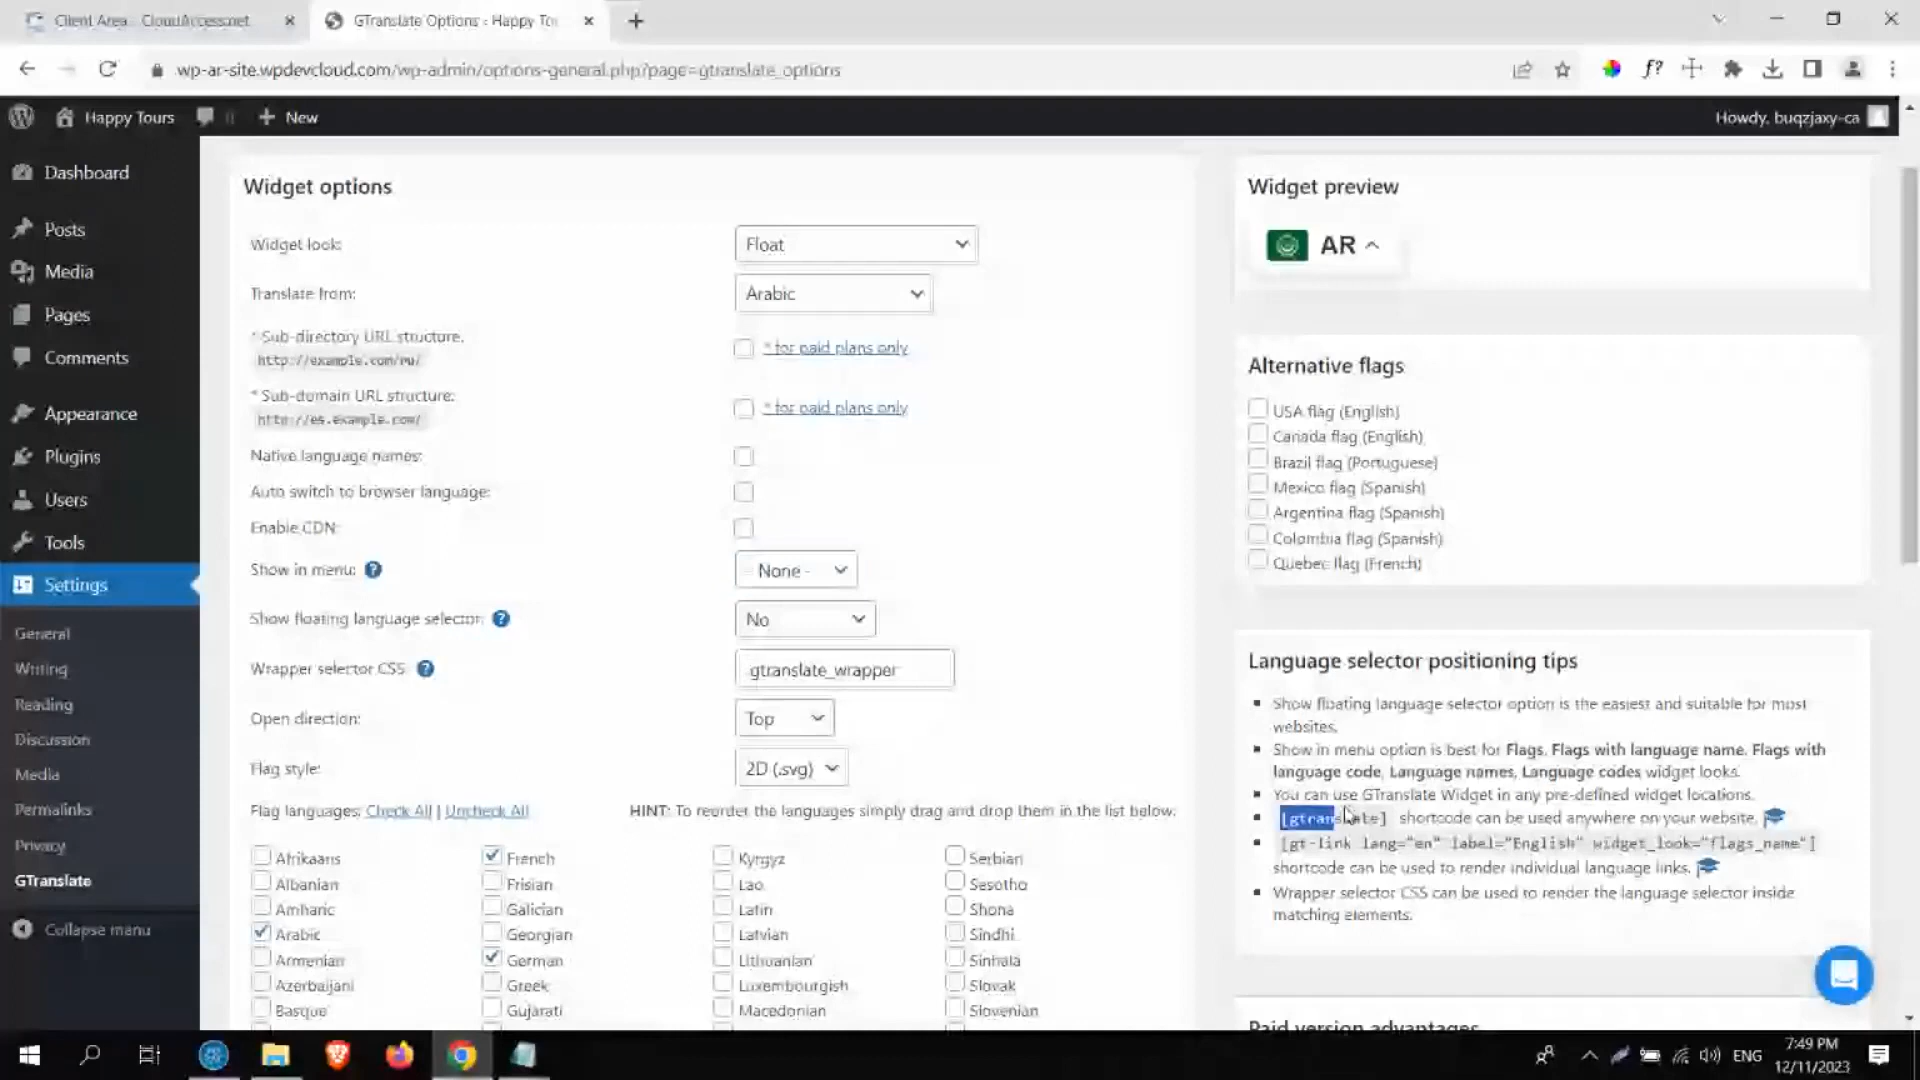 Client Area - CloudAccess.net
GTranslate Options - Happy To
wp-ar-site.wpdevcloud.com/wp-admin/options-general.php?page=gtranslate_options
f?
Happy Tours
New
Howdy, buqzjaxy-ca
Dashboard
Posts
Media
Pages
Comments
Appearance
Plugins
Users
Tools
Settings
General
Writing
Reading
Discussion
Media
Permalinks
Privacy
GTranslate
Collapse menu
Widget options
Widget look:
Float
Translate from:
Arabic
* Sub-directory URL structure:
http://example.com/ru/
* for paid plans only
* Sub-domain URL structure:
http://es.example.com/
* for paid plans only
Native language names:
Auto switch to browser language:
Enable CDN:
Show in menu:
- None -
Show floating language selector:
No
Wrapper selector CSS:
.gtranslate_wrapper
Open direction:
Top
Flag style:
2D (.svg)
Flag languages: Check All | Uncheck All
HINT: To reorder the languages simply drag and drop them in the list below.
Afrikaans
French
Kyrgyz
Serbian
Albanian
Frisian
Lao
Sesotho
Amharic
Galician
Latin
Shona
Arabic
Georgian
Latvian
Sindhi
Armenian
German
Lithuanian
Sinhala
Azerbaijani
Greek
Luxembourgish
Slovak
Basque
Gujarati
Macedonian
Slovenian
Widget preview
AR
Alternative flags
USA flag (English)
Canada flag (English)
Brazil flag (Portuguese)
Mexico flag (Spanish)
Argentina flag (Spanish)
Colombia flag (Spanish)
Quebec flag (French)
Language selector positioning tips
Show floating language selector option is the easiest and suitable for most
websites.
Show in menu option is best for Flags, Flags with language name, Flags with
language code, Language names, Language codes widget looks.
You can use GTranslate Widget in any pre-defined widget locations.
[gtranslate] shortcode can be used anywhere on your website.
[gt-link lang="en" label="English" widget_look="flags_name"]
shortcode can be used to render individual language links.
Wrapper selector CSS can be used to render the language selector inside
matching elements.
Paid version advantages
ENG
7:49 PM
12/11/2023